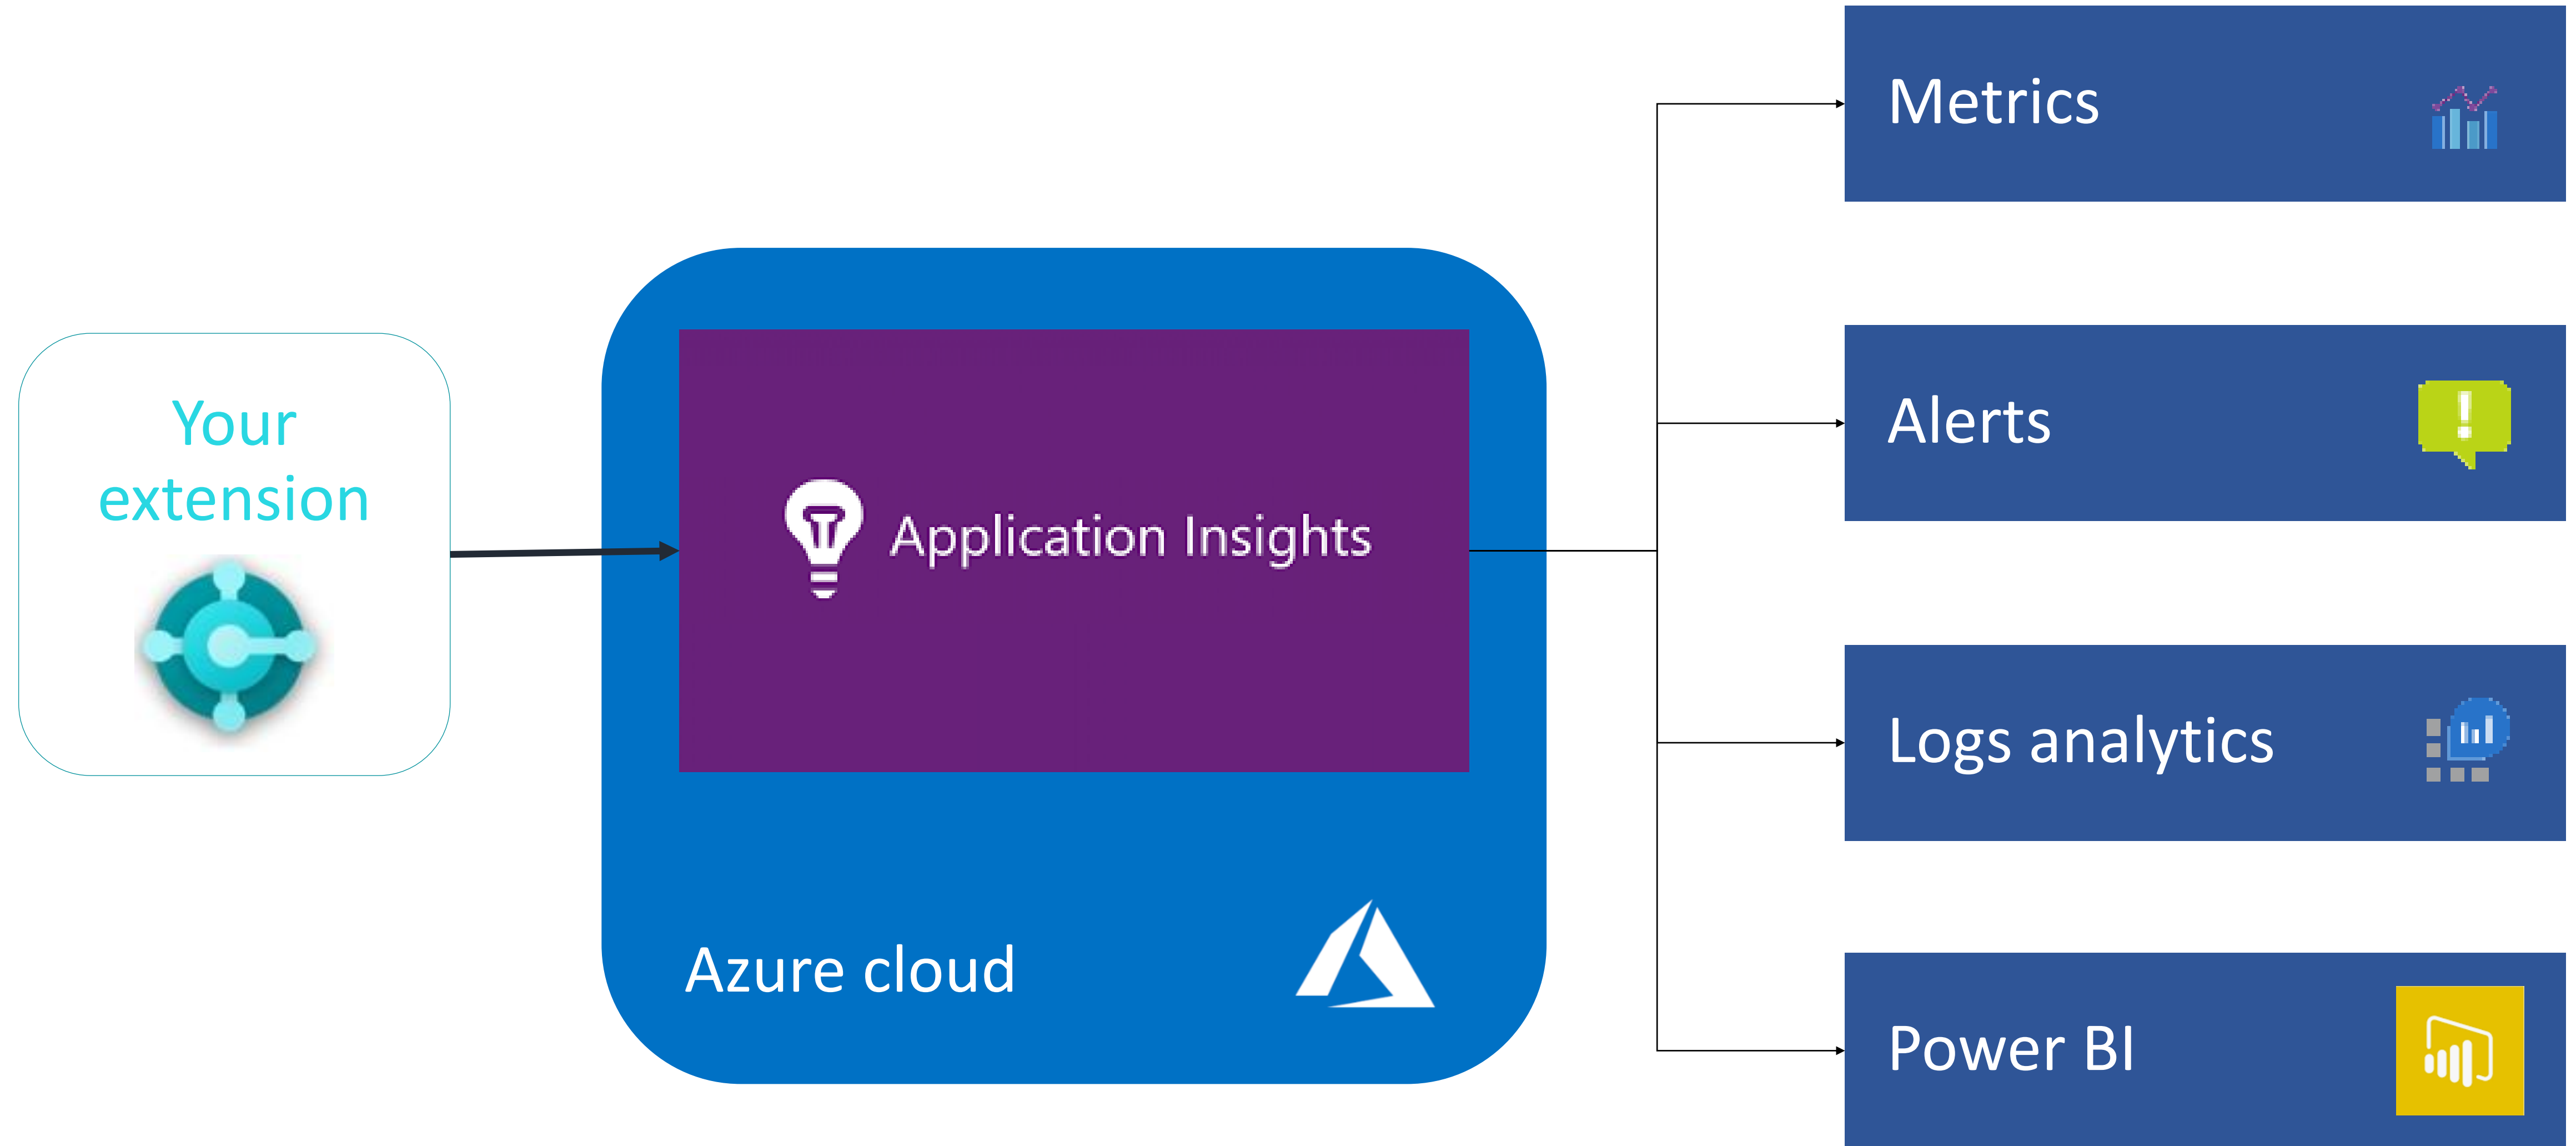 Your
extension
Application Insights
Azure cloud
Metrics
Alerts
Logs analytics
Power BI